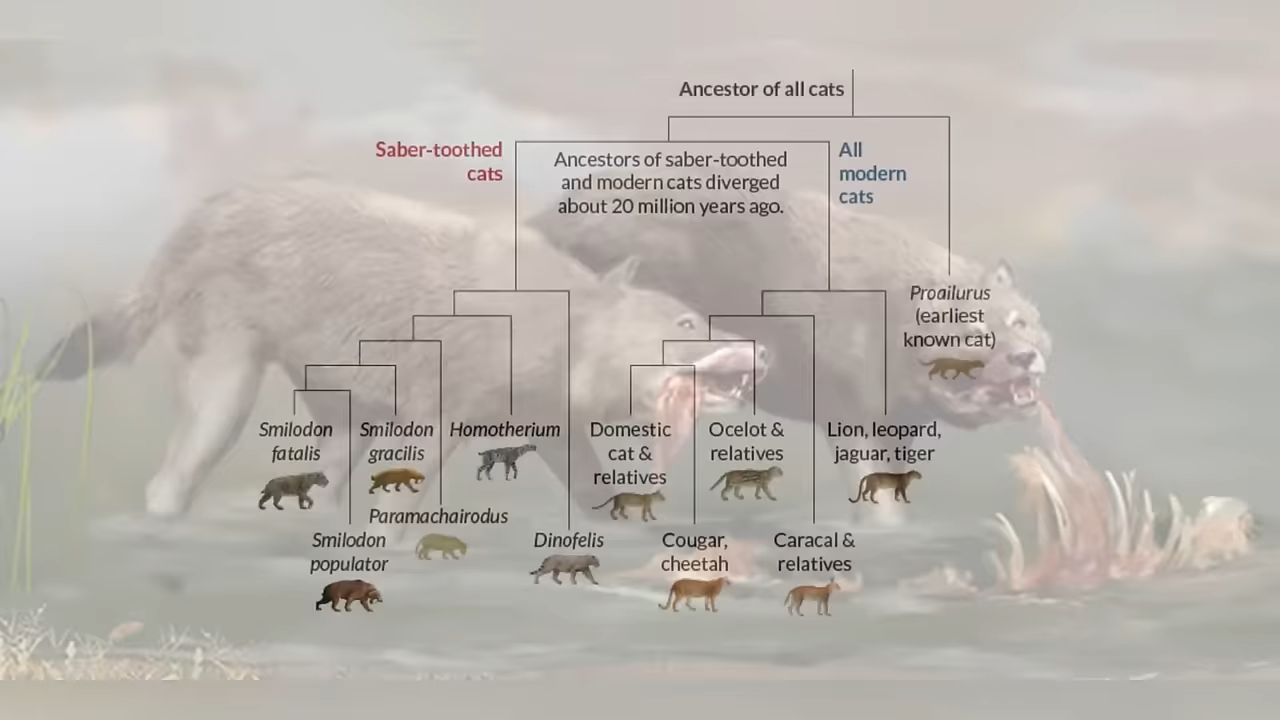 Ancestor of all cats
Saber-toothed
cats
Ancestors of saber-toothed
and modern cats diverged
about 20 million years ago.
All
modern
cats
Proailurus
(earliest
known cat)
Smilodon
fatalis
Smilodon
gracilis
Homotherium
Domestic
cat &
relatives
Ocelot &
relatives
Lion, leopard,
jaguar, tiger
Paramachairodus
Smilodon
populator
Dinofelis
Cougar,
cheetah
Caracal &
relatives